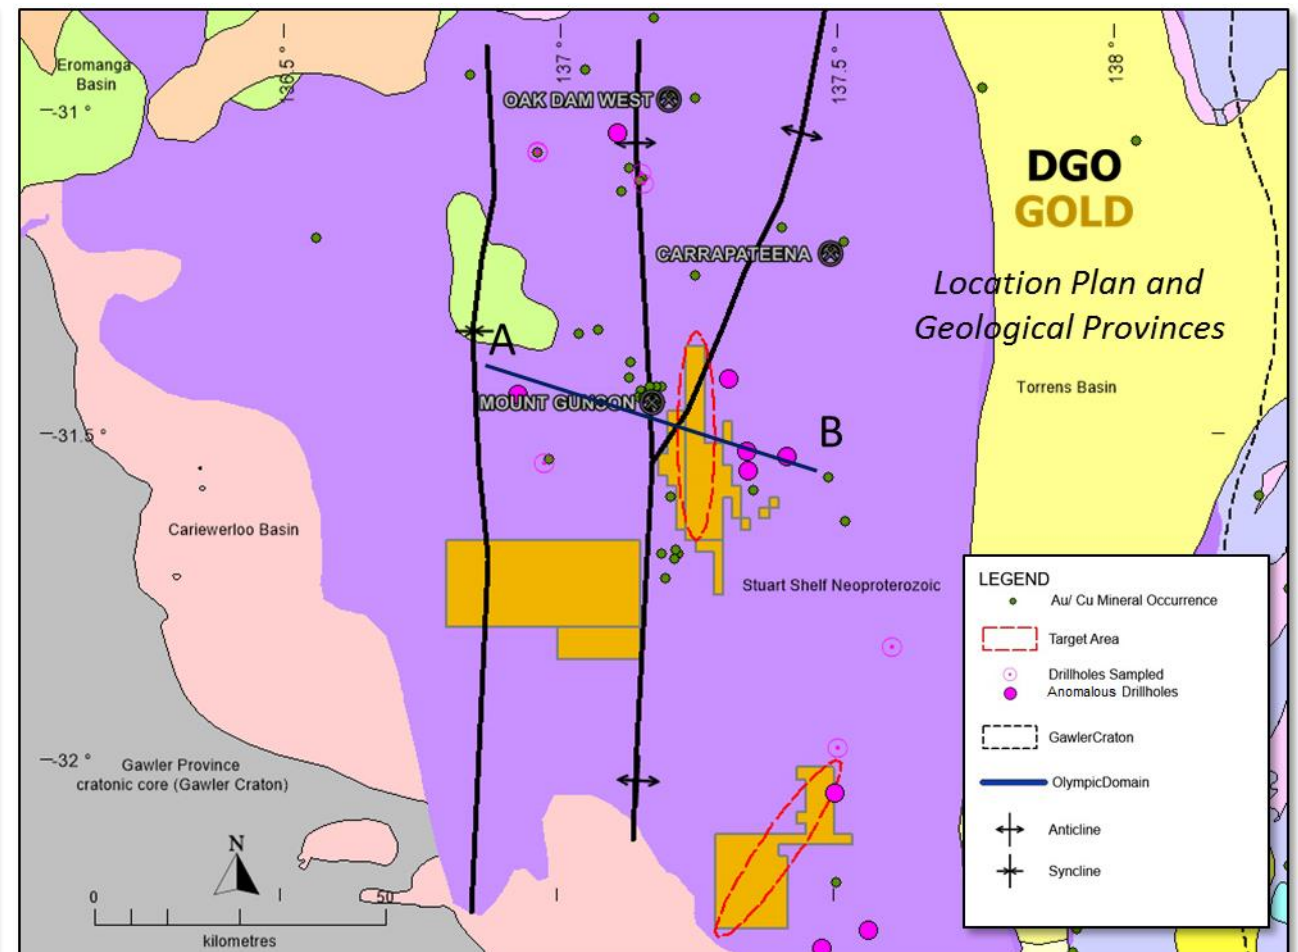 136.5 °
137 °
137.5 °
138 °
Eromanga
Basin
-31 °
OAK DAM WEST
DGO
GOLD
CARRAPATEENA
Location Plan and
Geological Provinces
A
Torrens Basin
MOUNT GUNSON
B
-31.5 °
Cariewerloo Basin
Stuart Shelf Neoproterozoic
LEGEND
Au/ Cu Mineral Occurrence
Target Area
Drillholes Sampled
Anomalous Drillholes
GawlerCraton
OlympicDomain
Anticline
Syncline
-32 °
Gawler Province
cratonic core (Gawler Craton)
N
0
50
kilometres